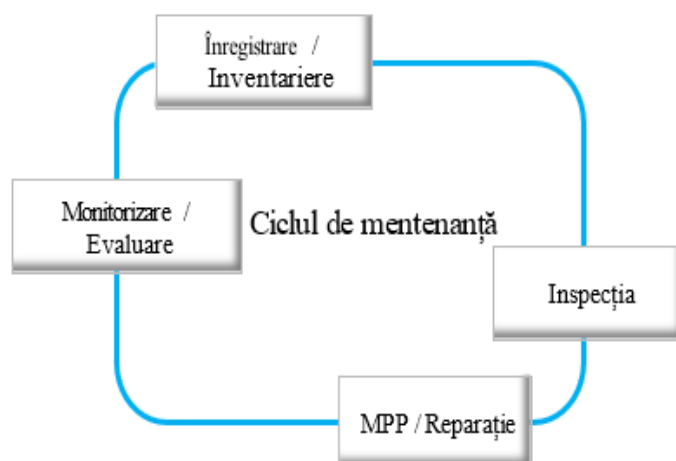 Înregistrare /
Inventariere
Monitorizare /
Evaluare
Ciclul de mentenanță
Inspecția
MPP / Reparație